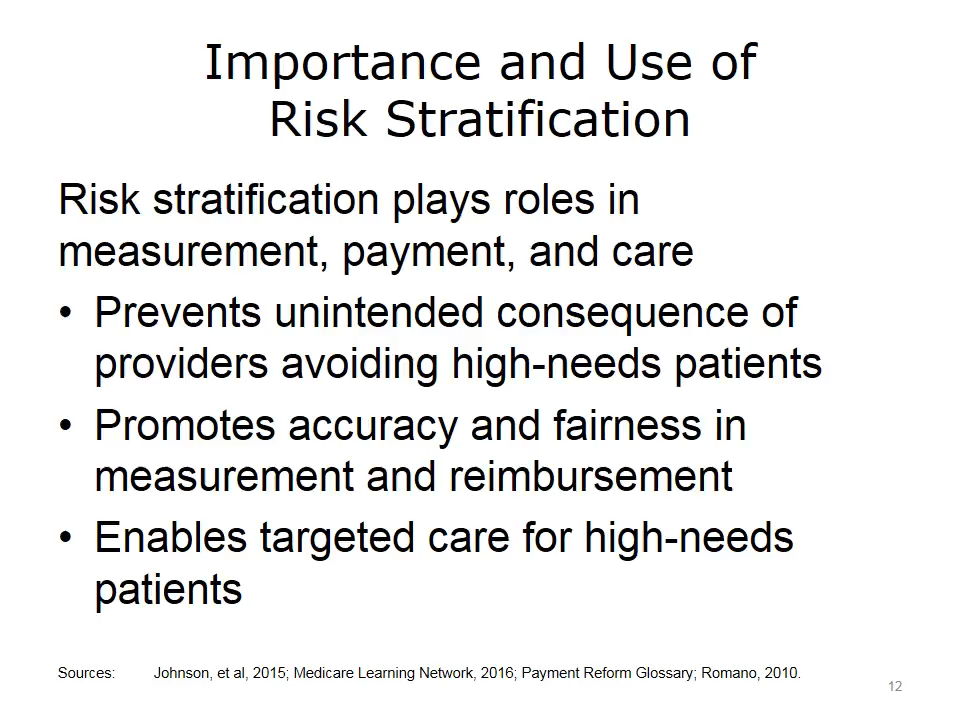 Importance and Use of
Risk Stratification
Risk stratification plays roles in
measurement, payment, and care
• Prevents unintended consequence of
providers avoiding high-needs patients
• Promotes accuracy and fairness in
measurement and reimbursement
• Enables targeted care for high-needs
patients
Sources: Johnson, et al, 2015; Medicare Learning Network, 2016; Payment Reform Glossary; Romano, 2010.
12